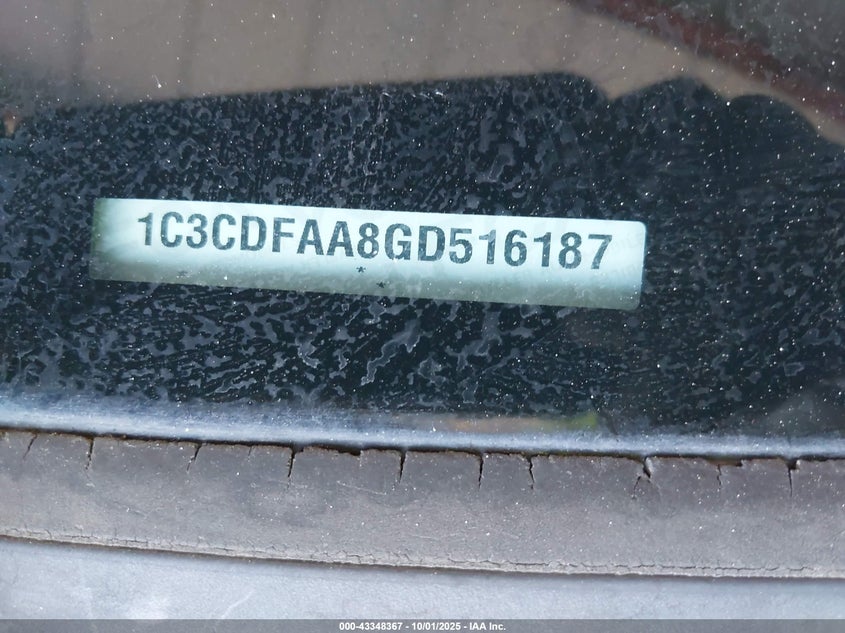 1C3CDFAA8GD516187
* 
*
000-43348367 - 10/01/2025 - IAA Inc.